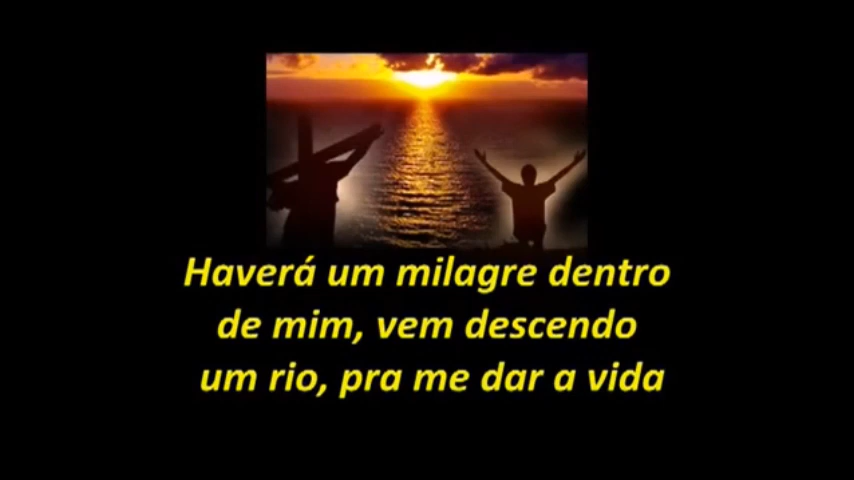 Haverá um milagre dentro
de mim, vem descendo
um rio, pra me dar a vida